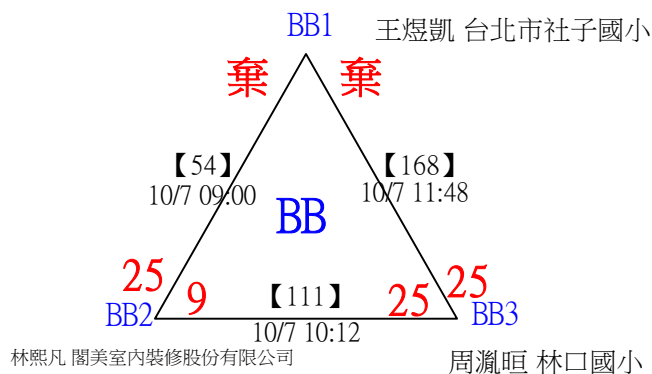 BB1
王煜凱 台北市社子國小
棄 棄
【54】
10/7 09:00
【168】
10/7 11:48
BB
25
9
BB2
【111】
10/7 10:12
25
25
BB3
林熙凡 閣美室內裝修股份有限公司
周胤晅 林口國小